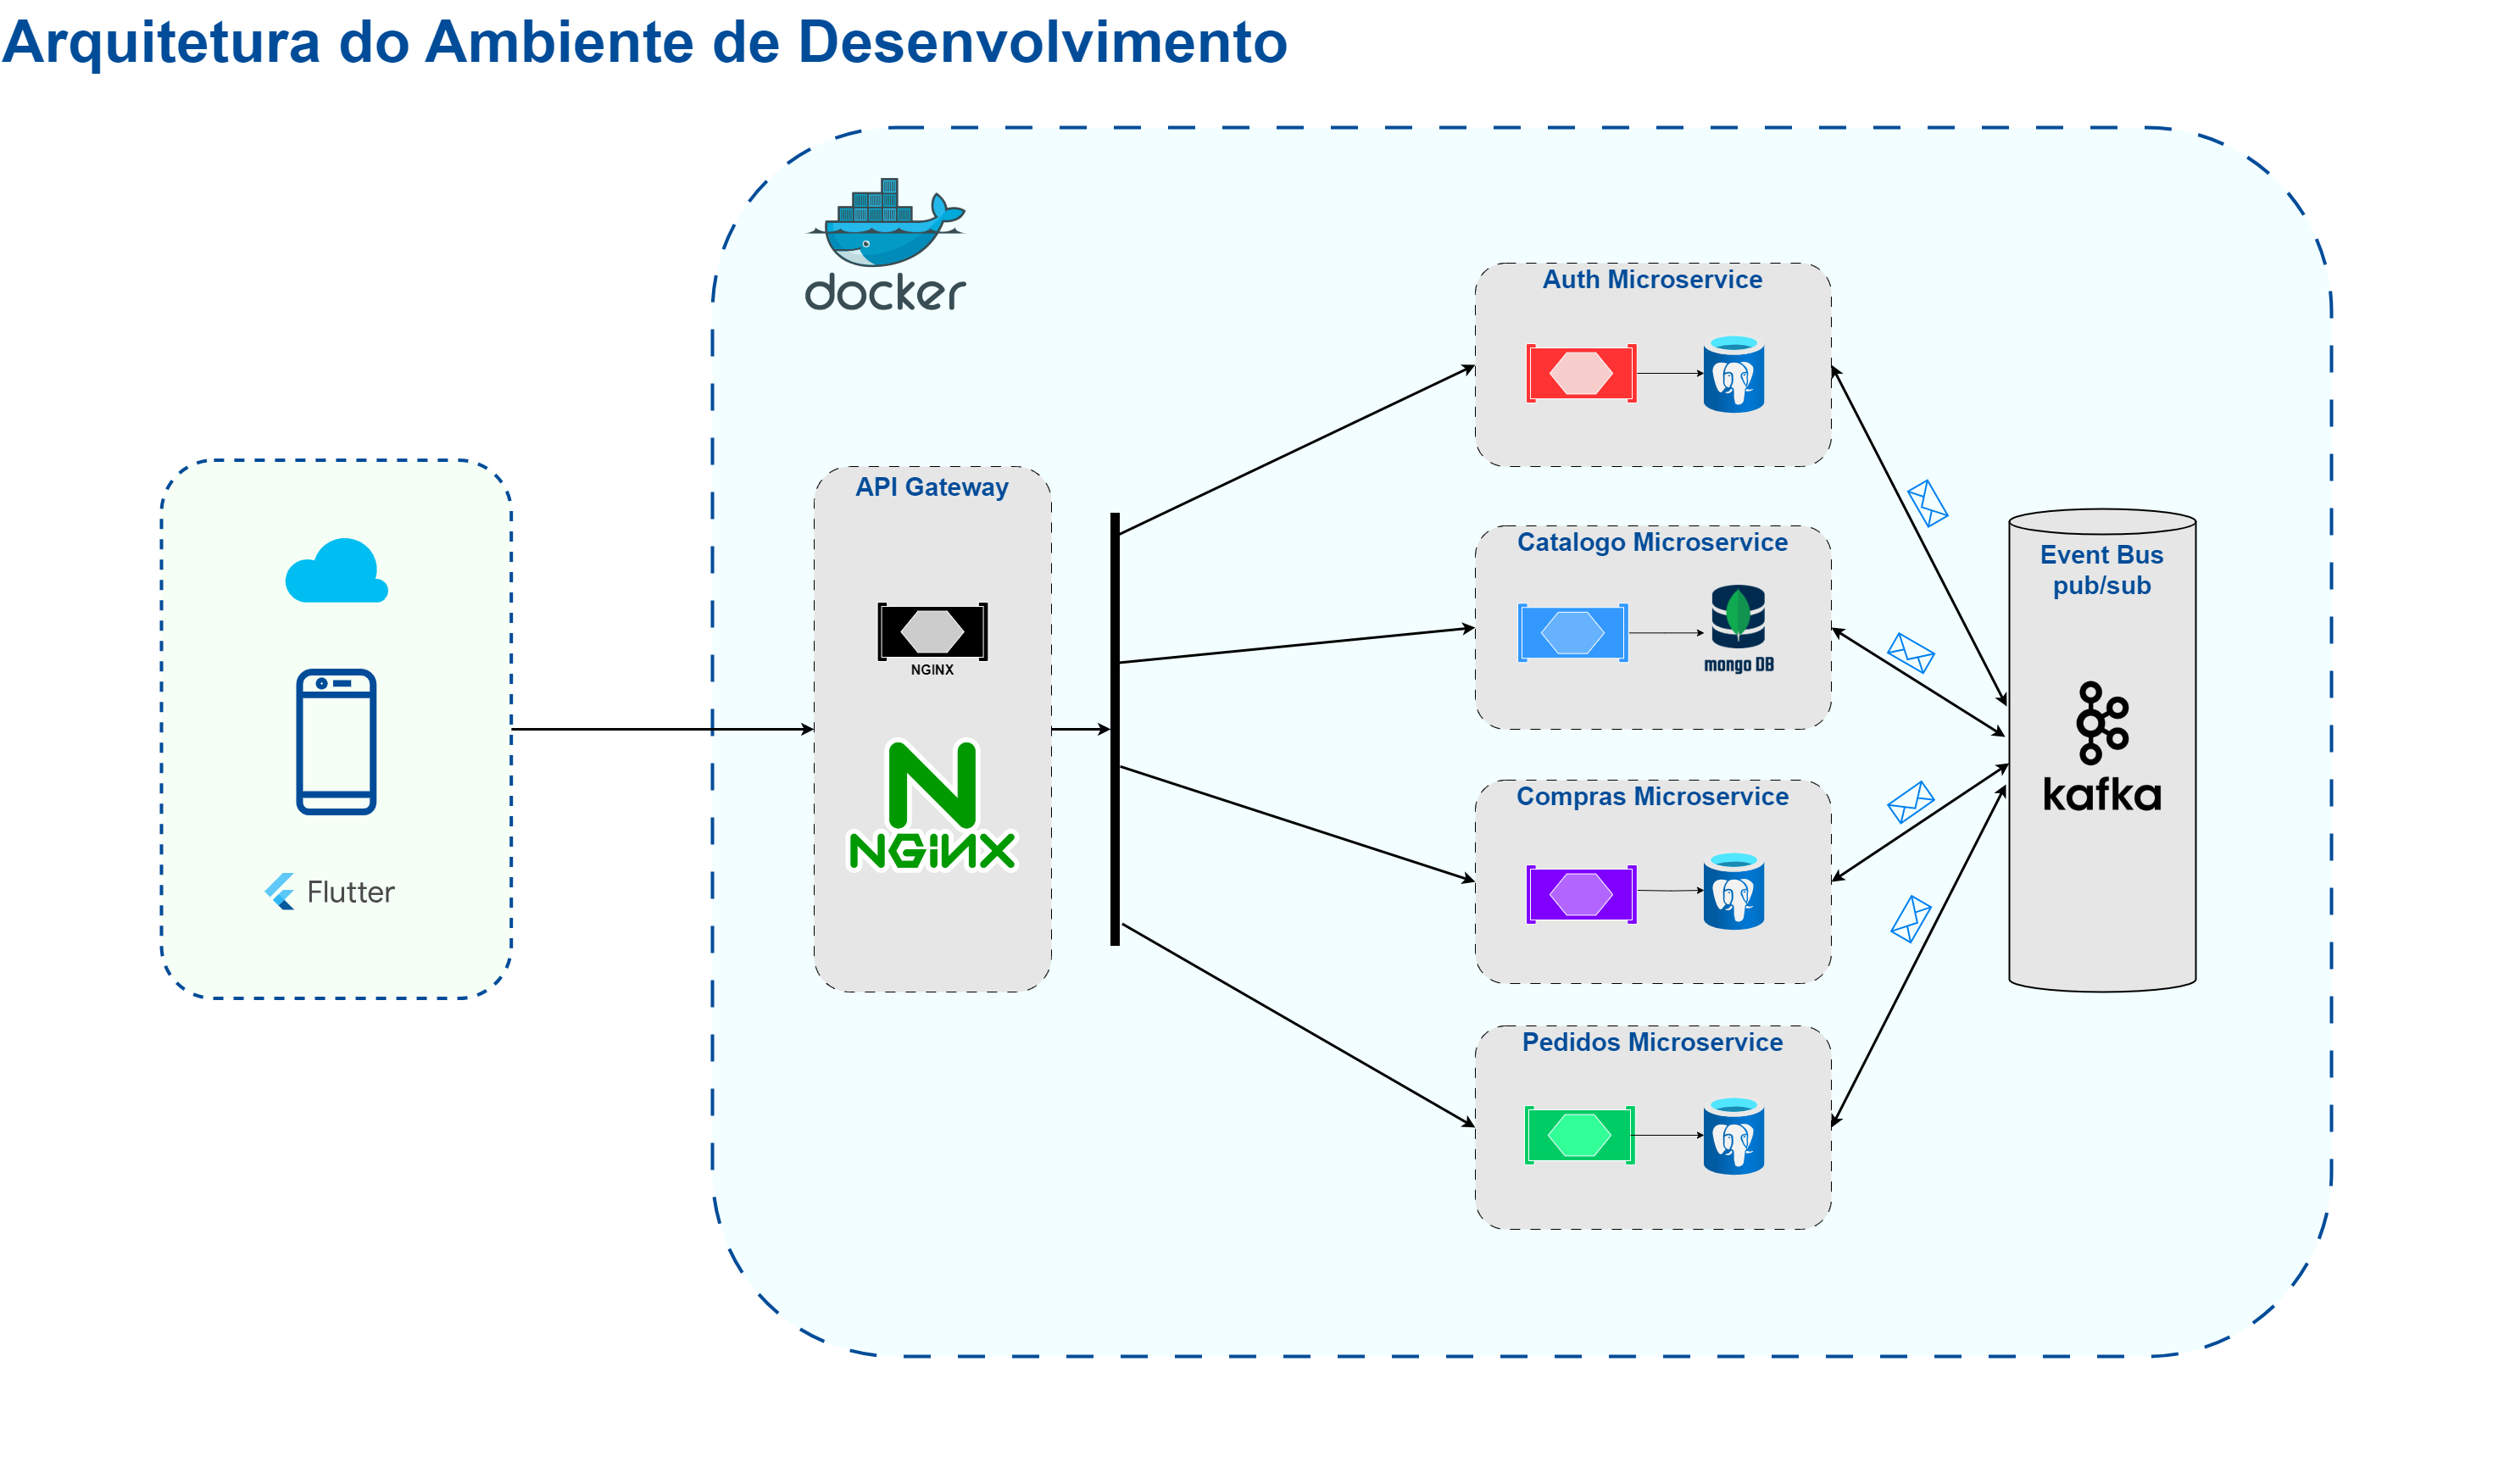 Arquitetura do Ambiente de Desenvolvimento
docker
Flutter
API Gateway
NGINX
NGiNX
Auth Microservice
Catalogo Microservice
mongo DB
Compras Microservice
Pedidos Microservice
Event Bus
pub/sub
kafka